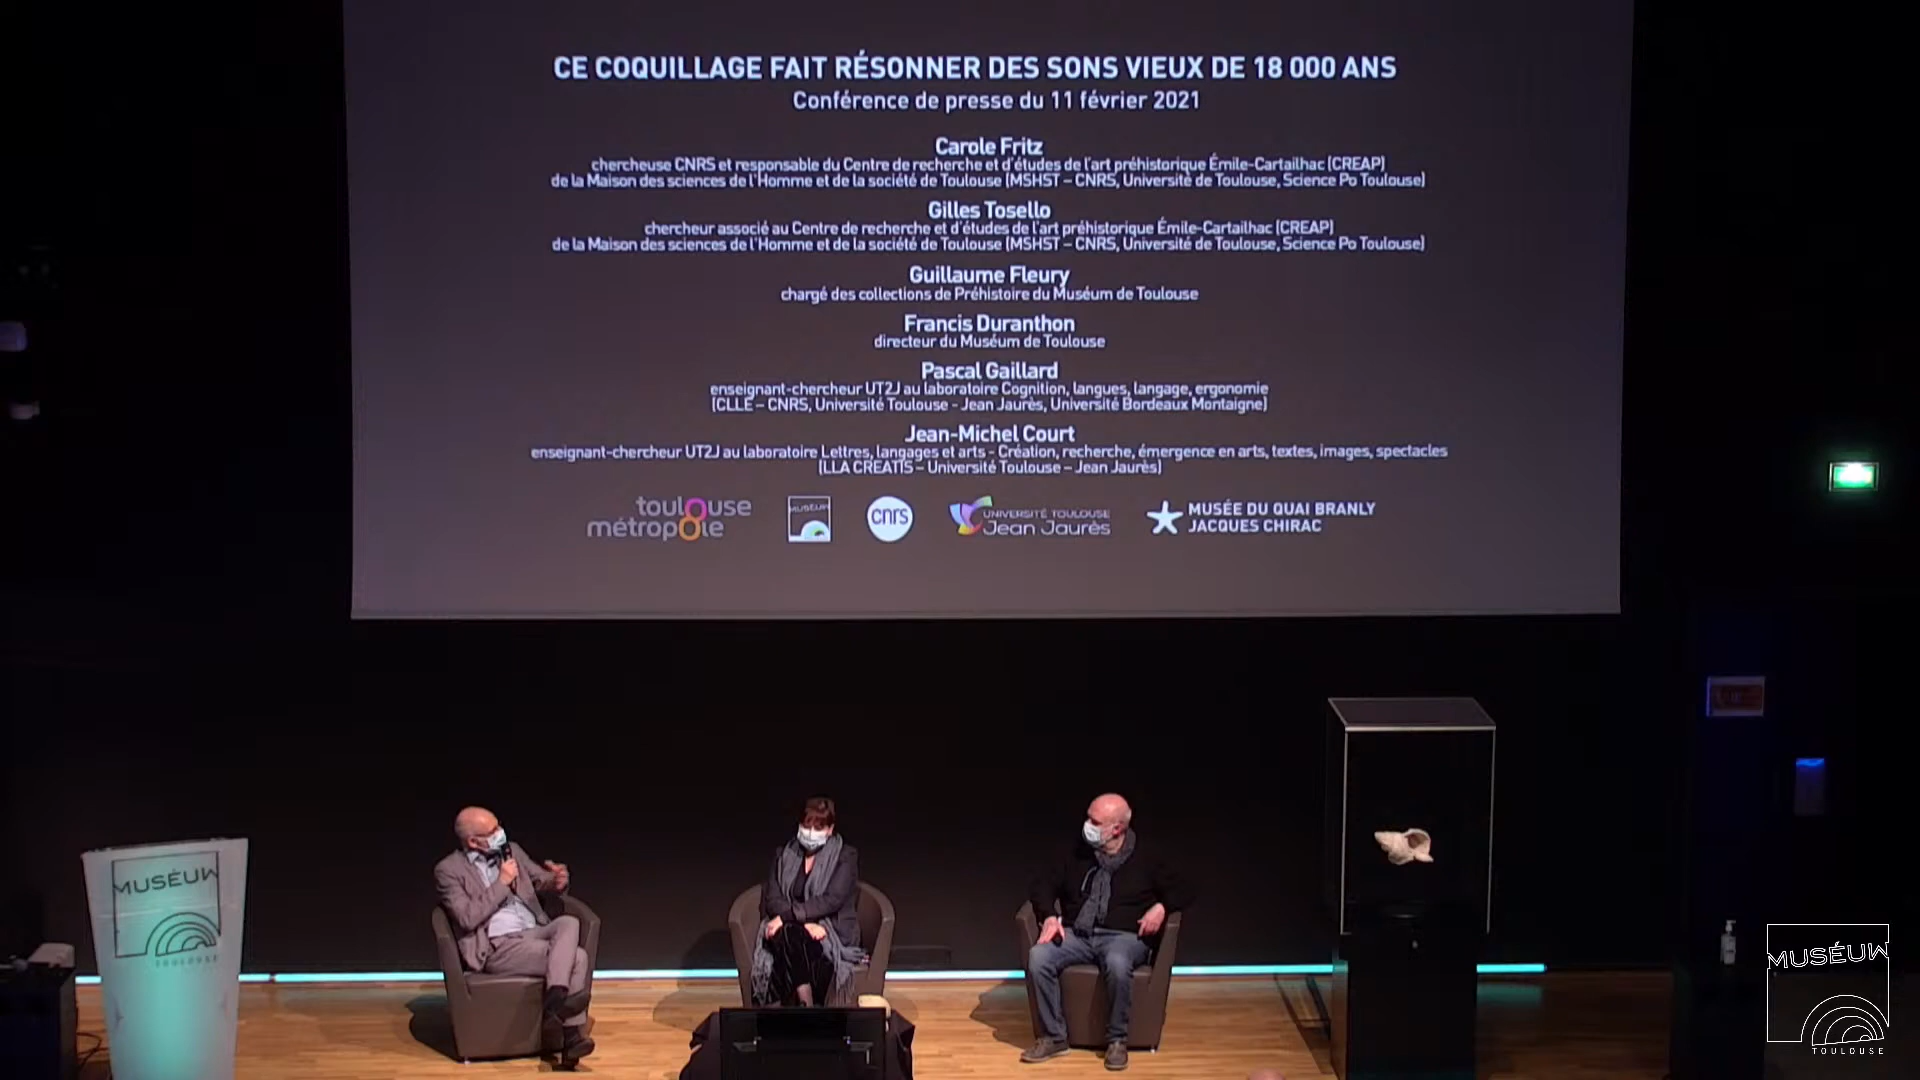 CE COQUILLAGE FAIT RÉSONNER DES SONS VIEUX DE 18 000 ANS
Conférence de presse du 11 février 2021
Carole Fritz
chercheuse CNRS et responsable du Centre de recherche et d'études de l'art préhistorique Émile-Cartailhac (CREAP)
de la Maison des sciences de l'Homme et de la société de Toulouse (MSHST – CNRS, Université de Toulouse, Science Po Toulouse)
Gilles Tosello
chercheur associé au Centre de recherche et d'études de l'art préhistorique Émile-Cartailhac (CREAP)
de la Maison des sciences de l'Homme et de la société de Toulouse (MSHST – CNRS, Université de Toulouse, Science Po Toulouse)
Guillaume Fleury
chargé des collections de Préhistoire du Muséum de Toulouse
Francis Duranthon
directeur du Muséum de Toulouse
Pascal Gaillard
enseignant-chercheur UT2J au laboratoire Cognition, langues, langage, ergonomie
(CLLE – CNRS, Université Toulouse - Jean Jaurès, Université Bordeaux Montaigne)
Jean-Michel Court
enseignant-chercheur UT2J au laboratoire Lettres, langages et arts - Création, recherche, émergence en arts, textes, images, spectacles
(LLA CREATIS – Université Toulouse – Jean Jaurès)
toulouse
métropole
MUSÉUM
cnrs
UNIVERSITÉ TOULOUSE
Jean Jaurès
MUSÉE DU QUAI BRANLY
JACQUES CHIRAC
MUSÉUM
TOULOUSE
MUSÉUM
TOULOUSE